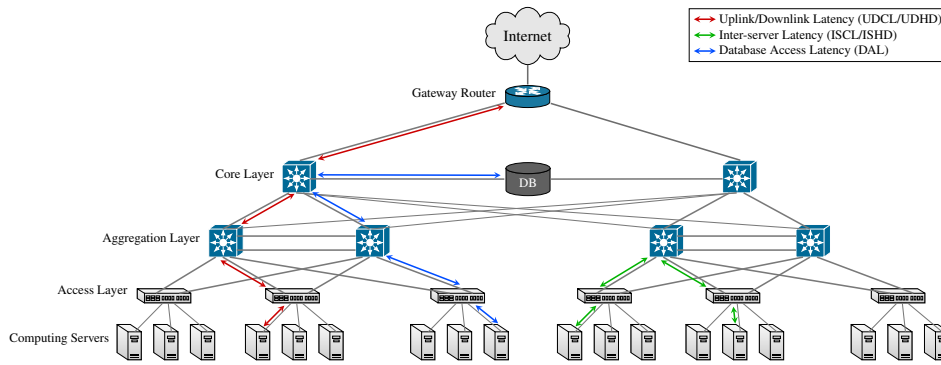 Internet
Uplink/Downlink Latency (UDCL/UDHD)
Inter-server Latency (ISCL/ISHD)
Database Access Latency (DAL)
Gateway Router
Core Layer
DB
Aggregation Layer
Access Layer
Computing Servers